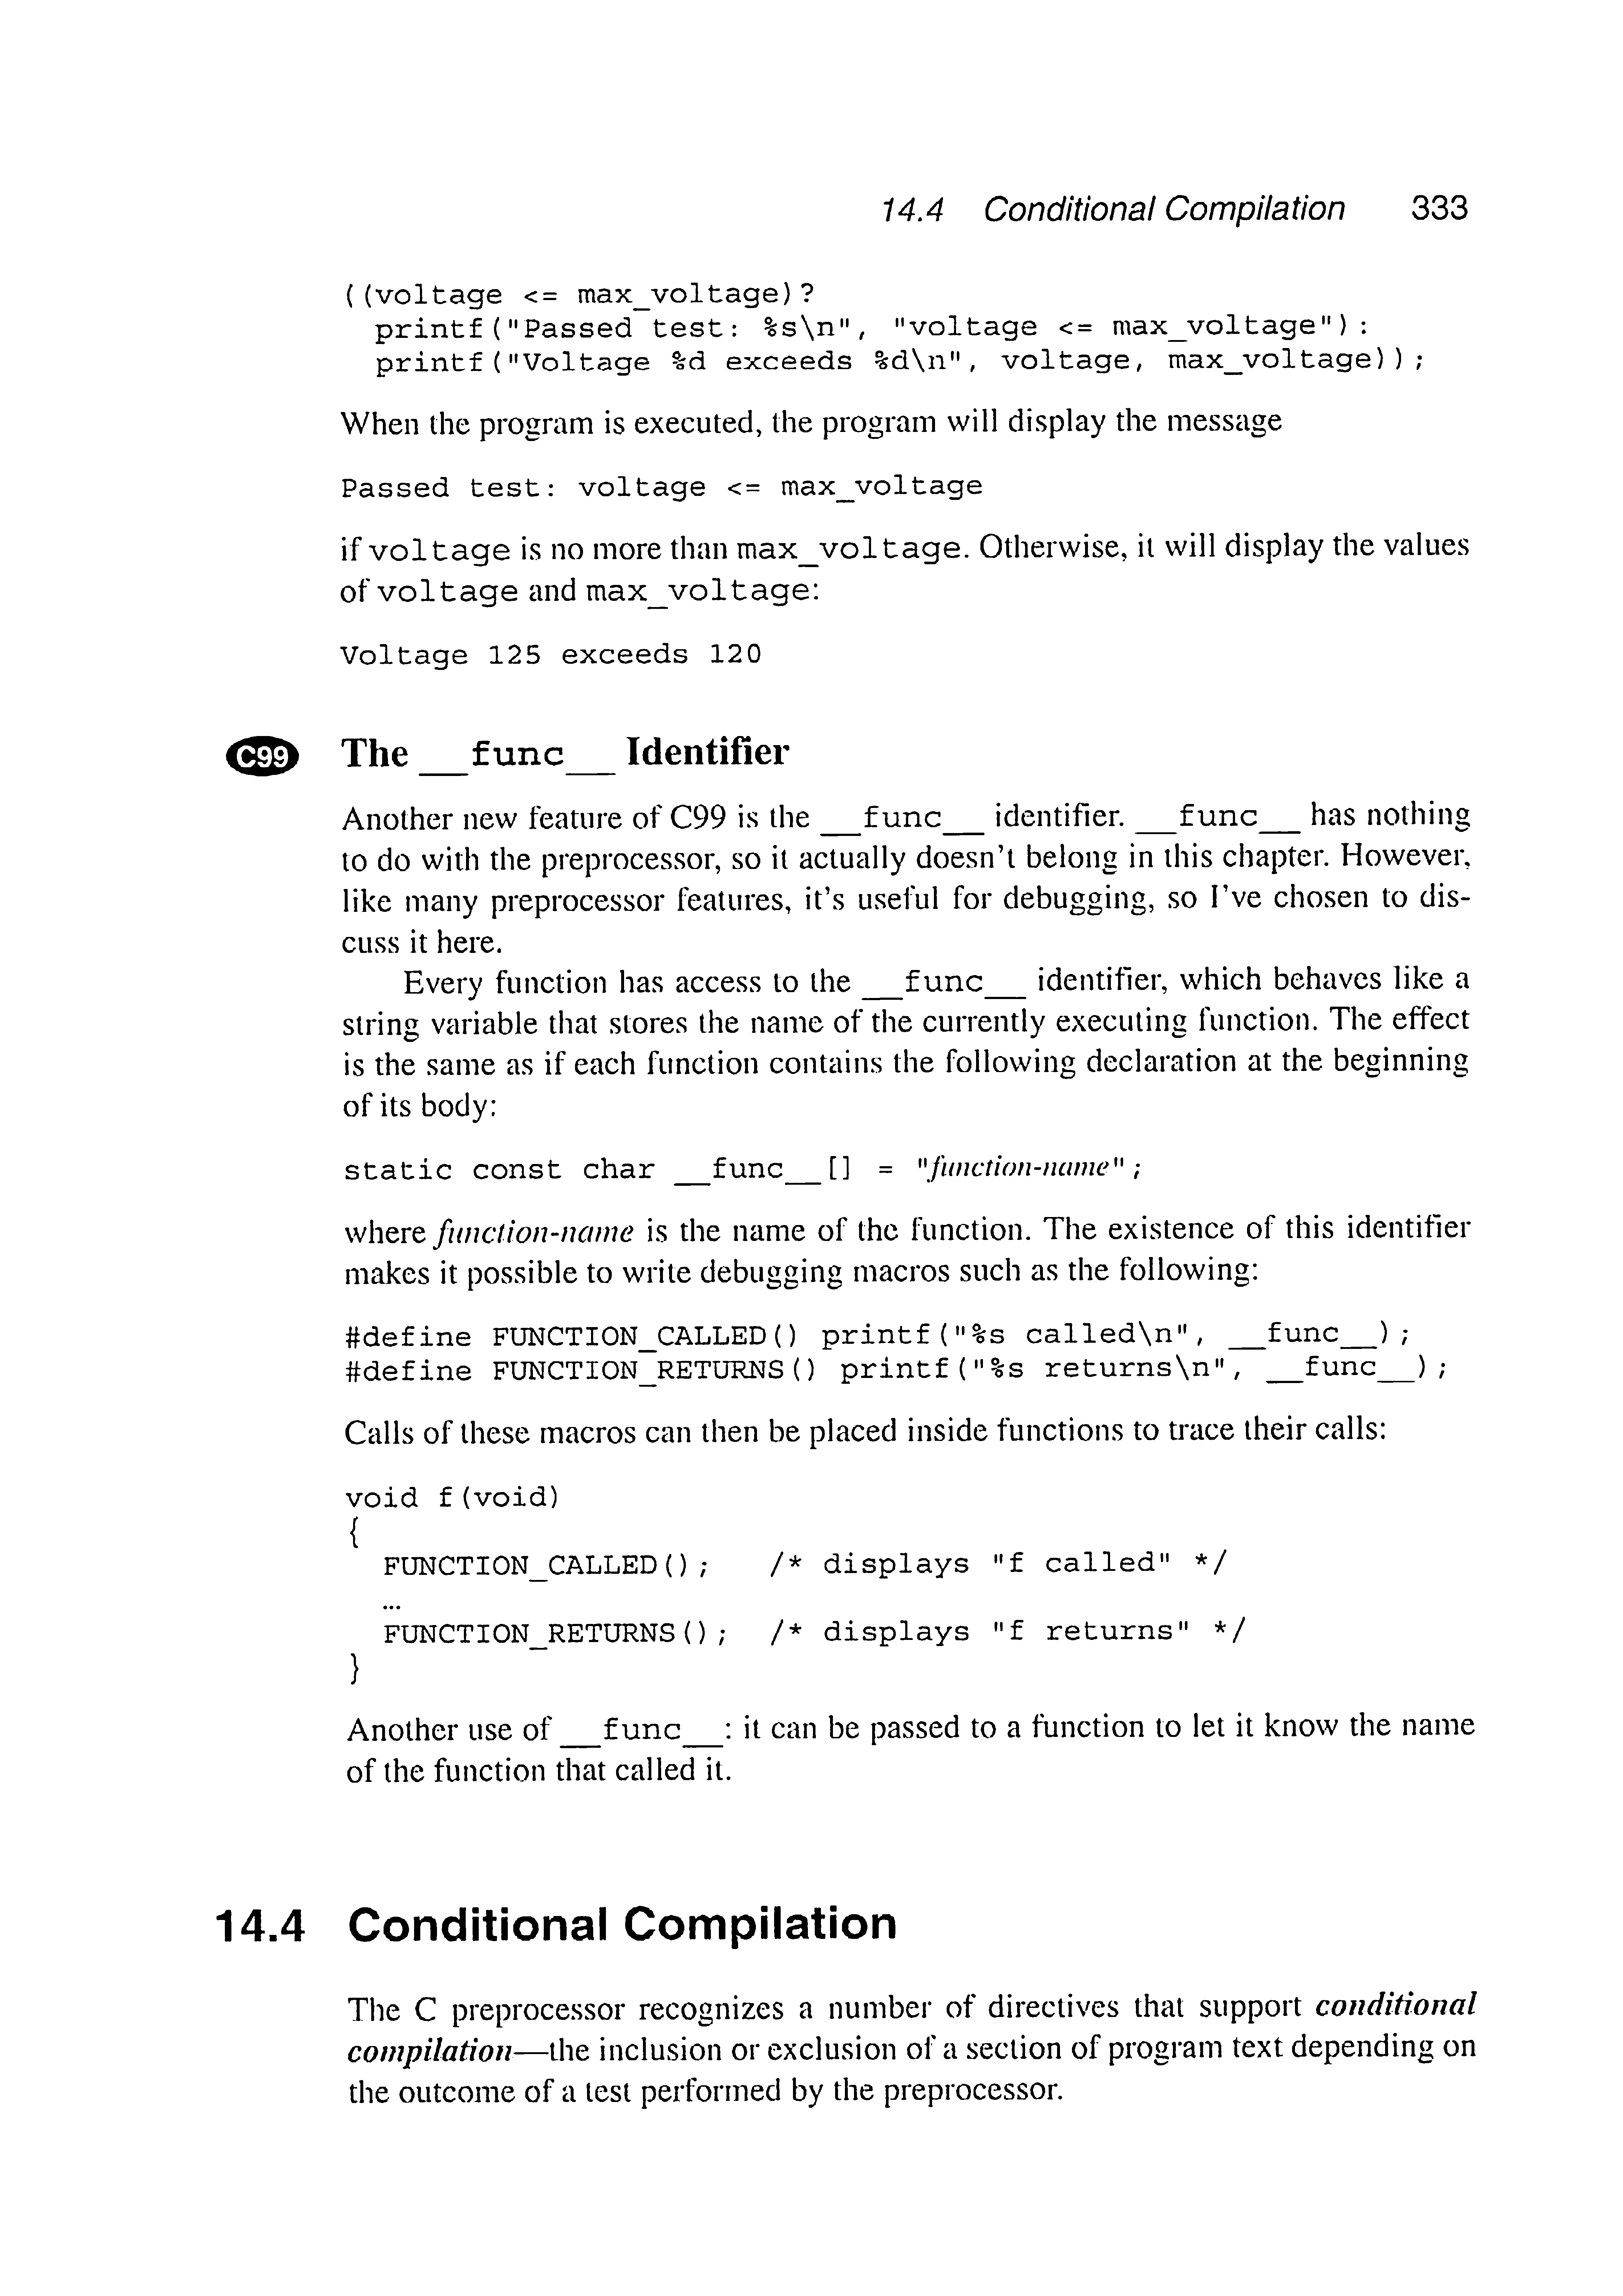 14.4 Conditional Compilation 333
((voltage <= max_voltage)?
printf("Passed test: %s\n", "voltage <= max_voltage"):
printf("Voltage %d exceeds %d\n", voltage, max_voltage));
When the program is executed, the program will display the message
Passed test: voltage <= max_voltage
if voltage is no more than max_voltage. Otherwise, it will display the values
of voltage and max_voltage:
Voltage 125 exceeds 120
C99 The __func__ Identifier
Another new feature of C99 is the __func__ identifier. __func__ has nothing
to do with the preprocessor, so it actually doesn't belong in this chapter. However,
like many preprocessor features, it's useful for debugging, so I've chosen to dis-
cuss it here.
Every function has access to the __func__ identifier, which behaves like a
string variable that stores the name of the currently executing function. The effect
is the same as if each function contains the following declaration at the beginning
of its body:
static const char __func__[] = "function-name";
where function-name is the name of the function. The existence of this identifier
makes it possible to write debugging macros such as the following:
#define FUNCTION_CALLED() printf("%s called\n", __func__);
#define FUNCTION_RETURNS() printf("%s returns\n", __func__);
Calls of these macros can then be placed inside functions to trace their calls:
void f(void)
{
FUNCTION_CALLED(); /* displays "f called" */
…
FUNCTION_RETURNS(); /* displays "f returns" */
}
Another use of __func__: it can be passed to a function to let it know the name
of the function that called it.
14.4 Conditional Compilation
The C preprocessor recognizes a number of directives that support conditional
compilation—the inclusion or exclusion of a section of program text depending on
the outcome of a test performed by the preprocessor.